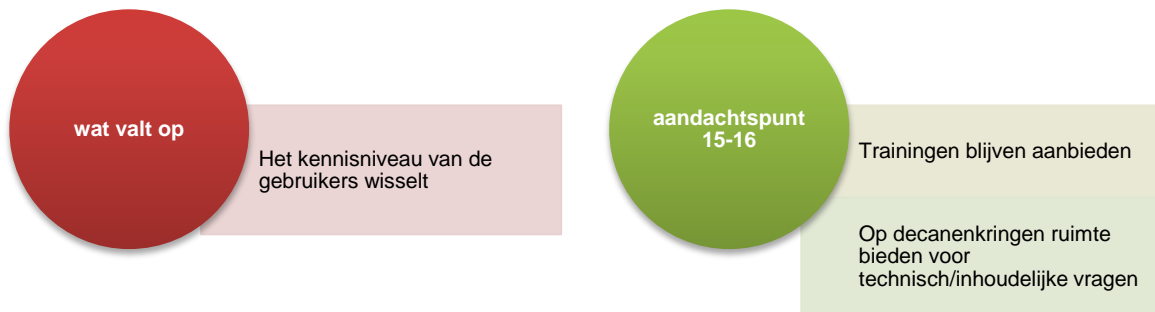 wat valt op
Het kennisniveau van de
gebruikers wisselt
aandachtspunt
15-16
Trainingen blijven aanbieden
Op decanenkringen ruimte
bieden voor
technisch/inhoudelijke vragen